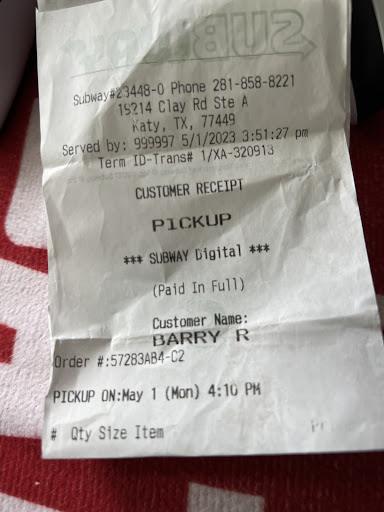 SUBWAY
Subway#23448-0 Phone 281-858-8221
19214 Clay Rd Ste A
Katy, TX, 77449
Served by: 999997 5/1/2023 3:51:27 pm
Term ID-Trans# 1/XA-320913
CUSTOMER RECEIPT
PICKUP
*** SUBWAY Digital ***
(Paid In Full)
Customer Name:
BARRY R
Order #:57283AB4-C2
PICKUP ON:May 1 (Mon) 4:10 PM
# Qty Size Item